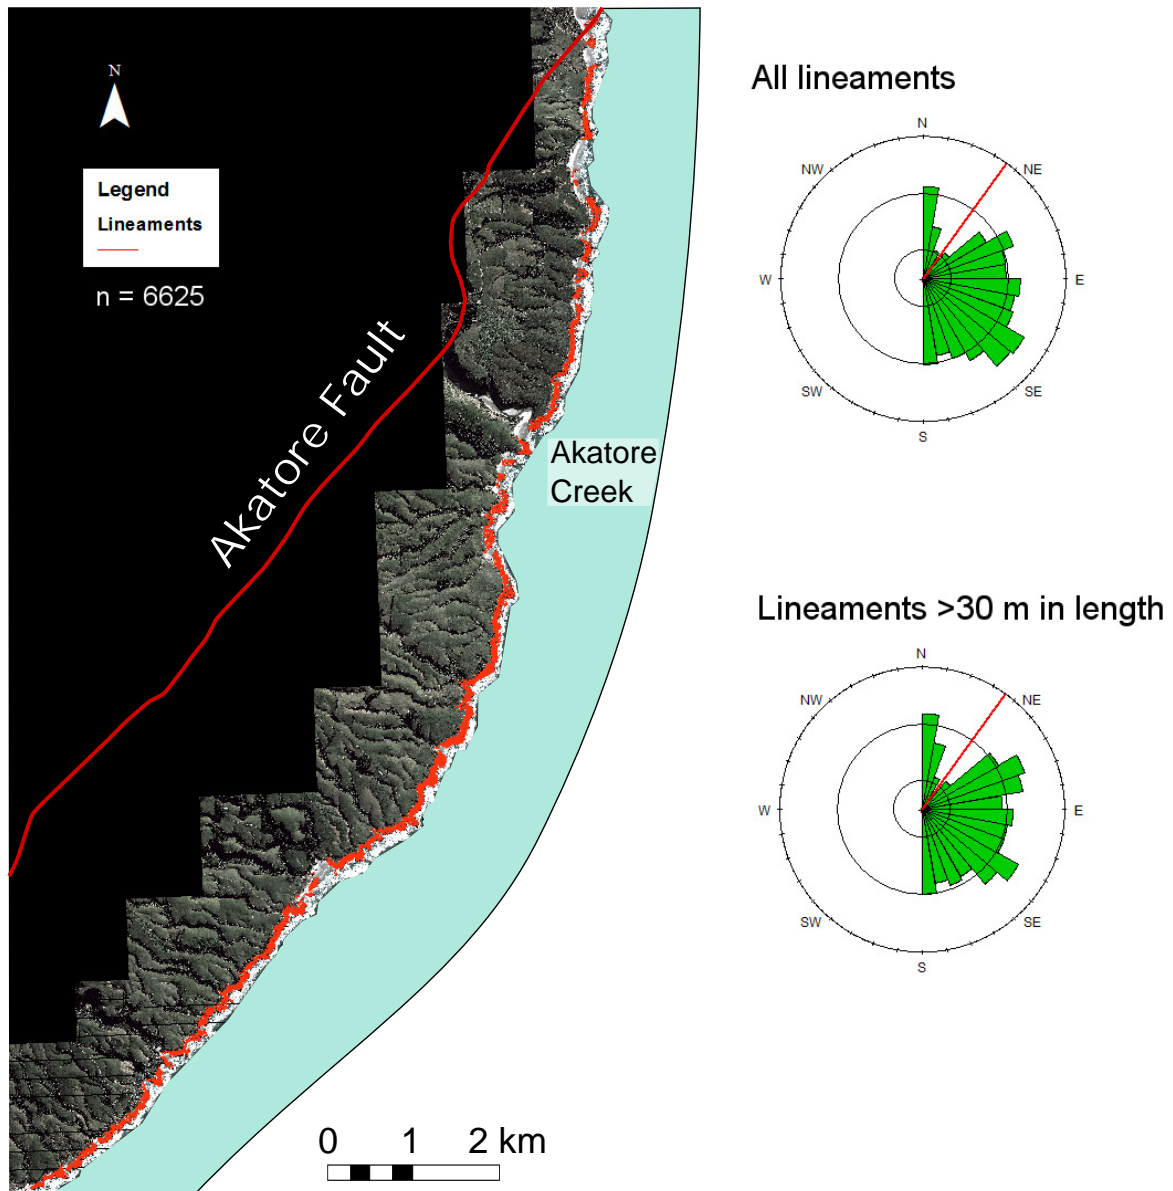 N
Legend
Lineaments
n = 6625
Akatore Fault
Akatore
Creek
0 1 2 km
All lineaments
N
NW NE
W E
SW SE
S
Lineaments >30 m in length
N
NW NE
W E
SW SE
S